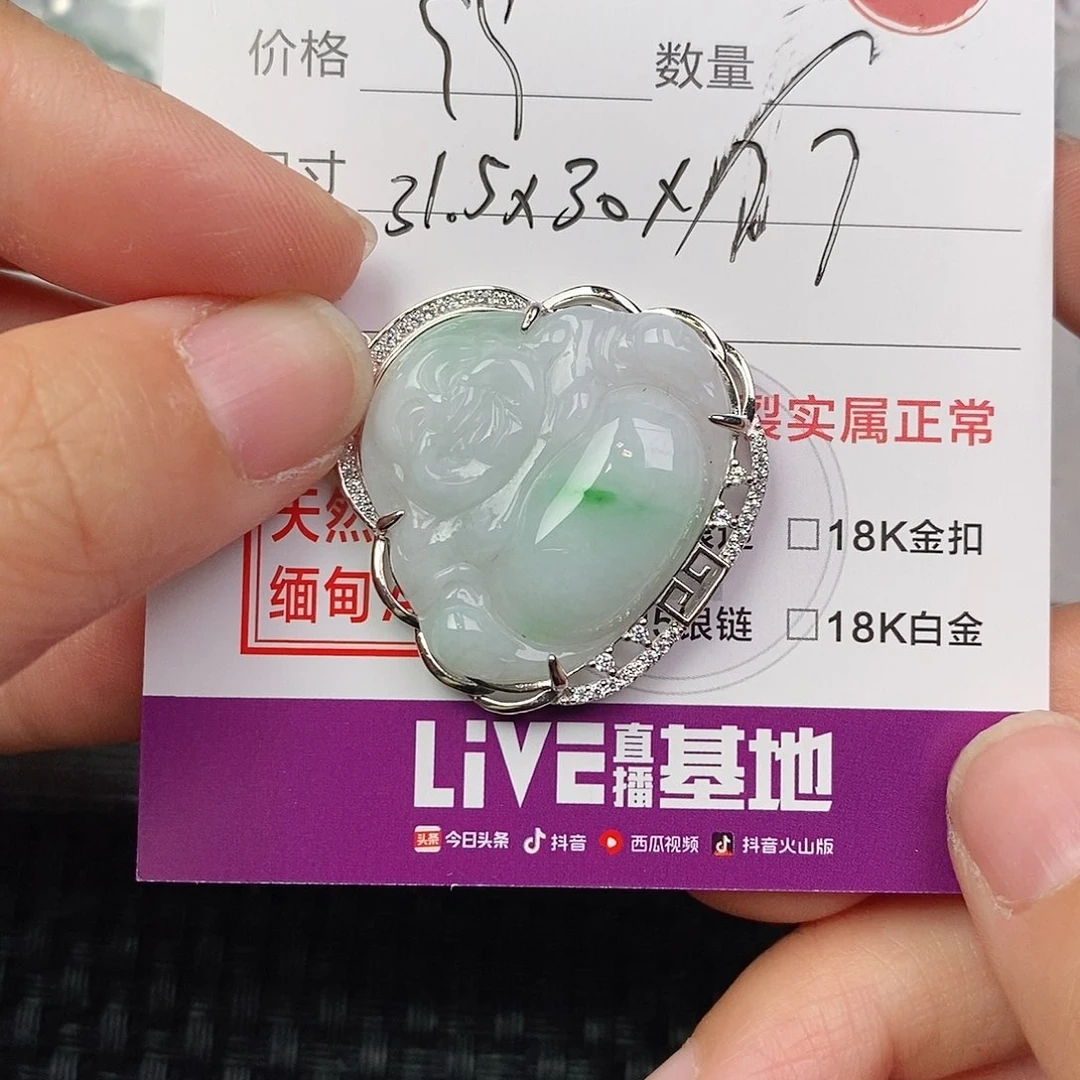 价格 数量
寸 31.5x30x
裂实属正常
天然
缅甸
□18K金扣
银链 □18K白金
LiVE直播基地
头条 今日头条 抖音 西瓜视频 抖音火山版